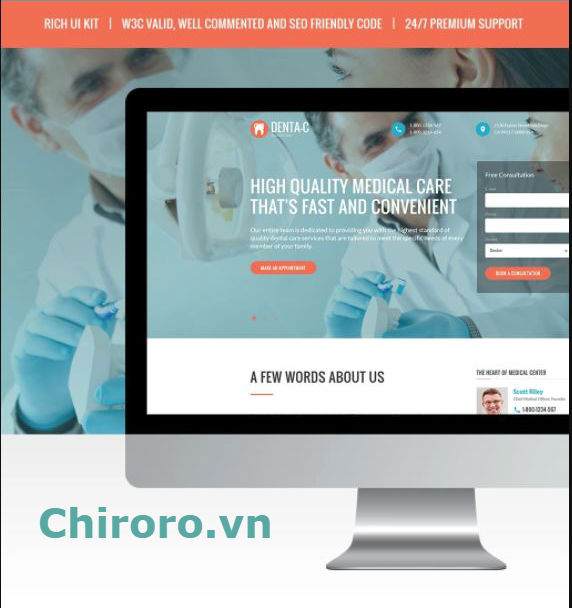 RICH UI KIT | W3C VALID, WELL COMMENTED AND SEO FRIENDLY CODE | 24/7 PREMIUM SUPPORT
DENTA-C
Free Consultation
HIGH QUALITY MEDICAL CARE
THAT'S FAST AND CONVENIENT
Our entire team is dedicated to providing you with the highest standard of
quality dental care services that are tailored to meet the specific needs of every
member of your family.
MAKE AN APPOINTMENT
BOOK A CONSULTATION
A FEW WORDS ABOUT US
THE HEART OF MEDICAL CENTER
Scott Riley
1-800-1234-567
Chiroro.vn